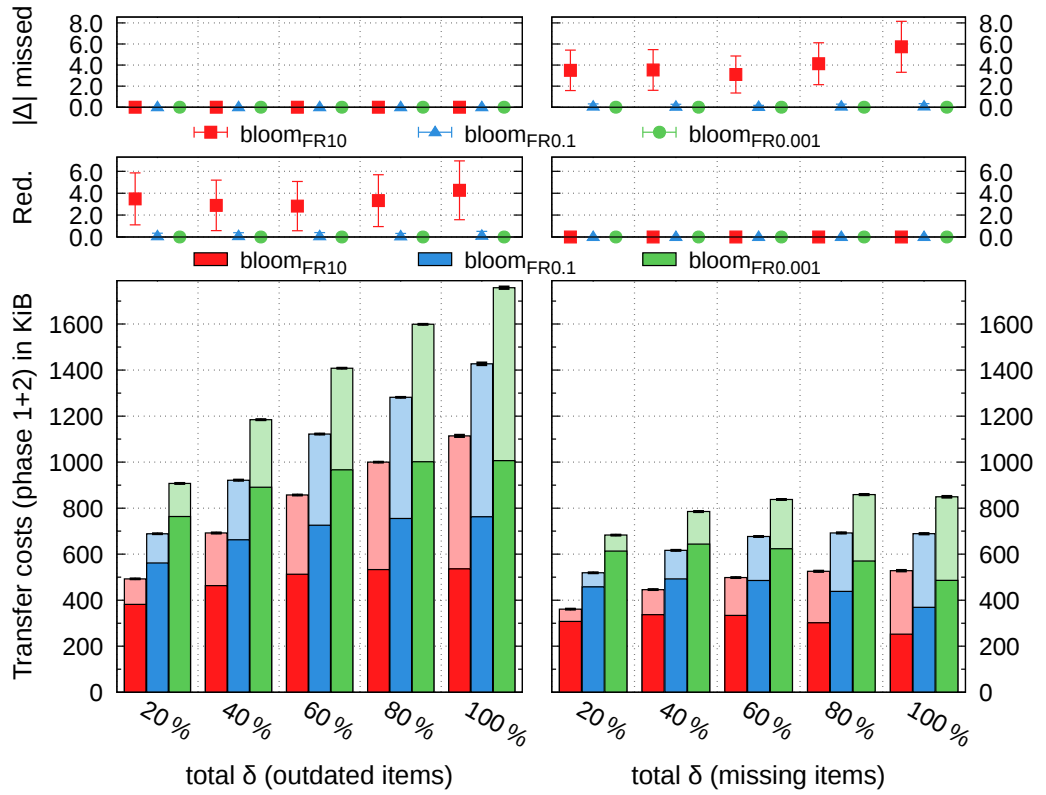 |Δ| missed
8.0 8.0
6.0 6.0
4.0 4.0
2.0 2.0
0.0 0.0
bloomFR10 bloomFR0.1 bloomFR0.001
Red.
6.0 6.0
4.0 4.0
2.0 2.0
0.0 0.0
bloomFR10 bloomFR0.1 bloomFR0.001
Transfer costs (phase 1+2) in KiB
1600 1600
1400 1400
1200 1200
1000 1000
800 800
600 600
400 400
200 200
0 0
20 % 40 % 60 % 80 % 100 % 20 % 40 % 60 % 80 % 100 %
total δ (outdated items) total δ (missing items)